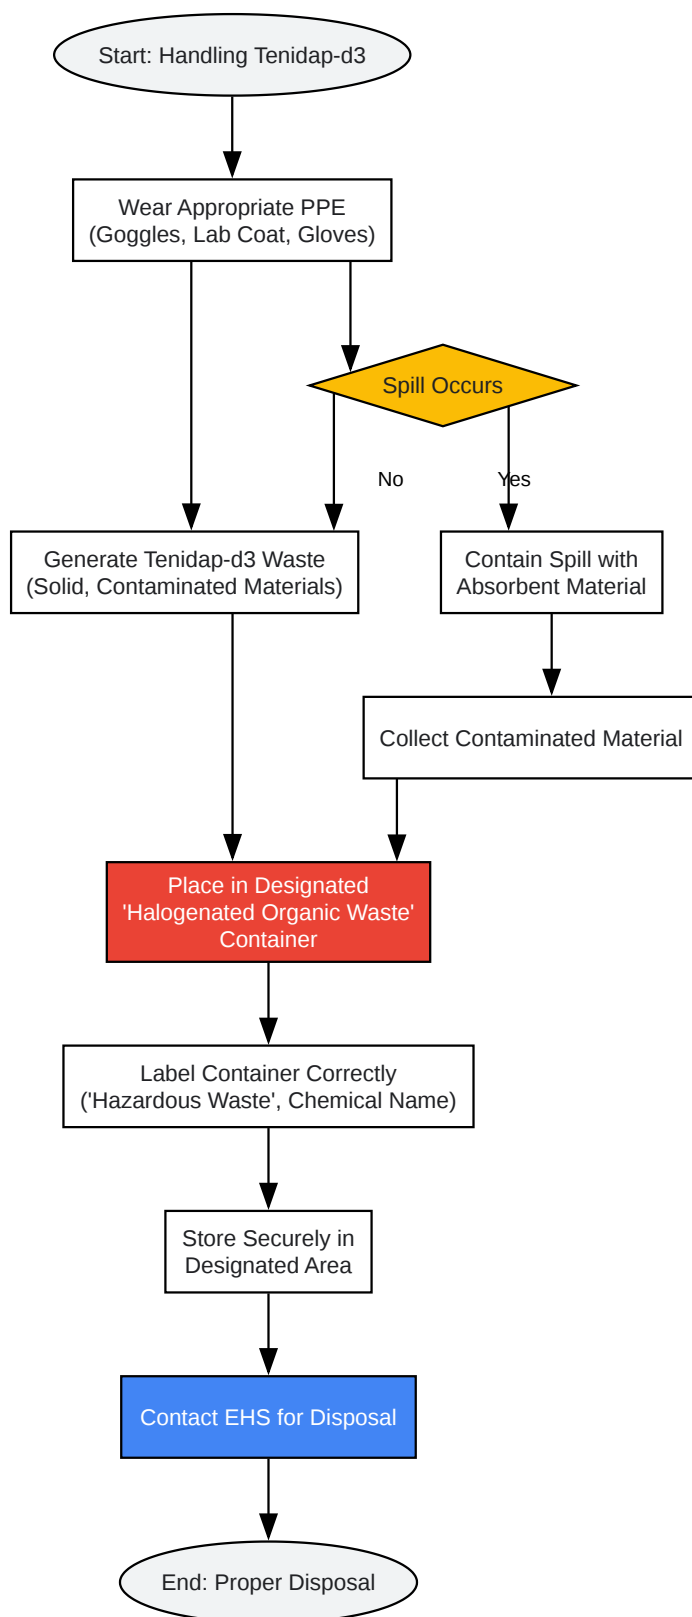 Start: Handling Tenidap-d3
Wear Appropriate PPE
(Goggles, Lab Coat, Gloves)
Spill Occurs
No
Yes
Generate Tenidap-d3 Waste
(Solid, Contaminated Materials)
Contain Spill with
Absorbent Material
Collect Contaminated Material
Place in Designated
'Halogenated Organic Waste'
Container
Label Container Correctly
('Hazardous Waste', Chemical Name)
Store Securely in
Designated Area
Contact EHS for Disposal
End: Proper Disposal